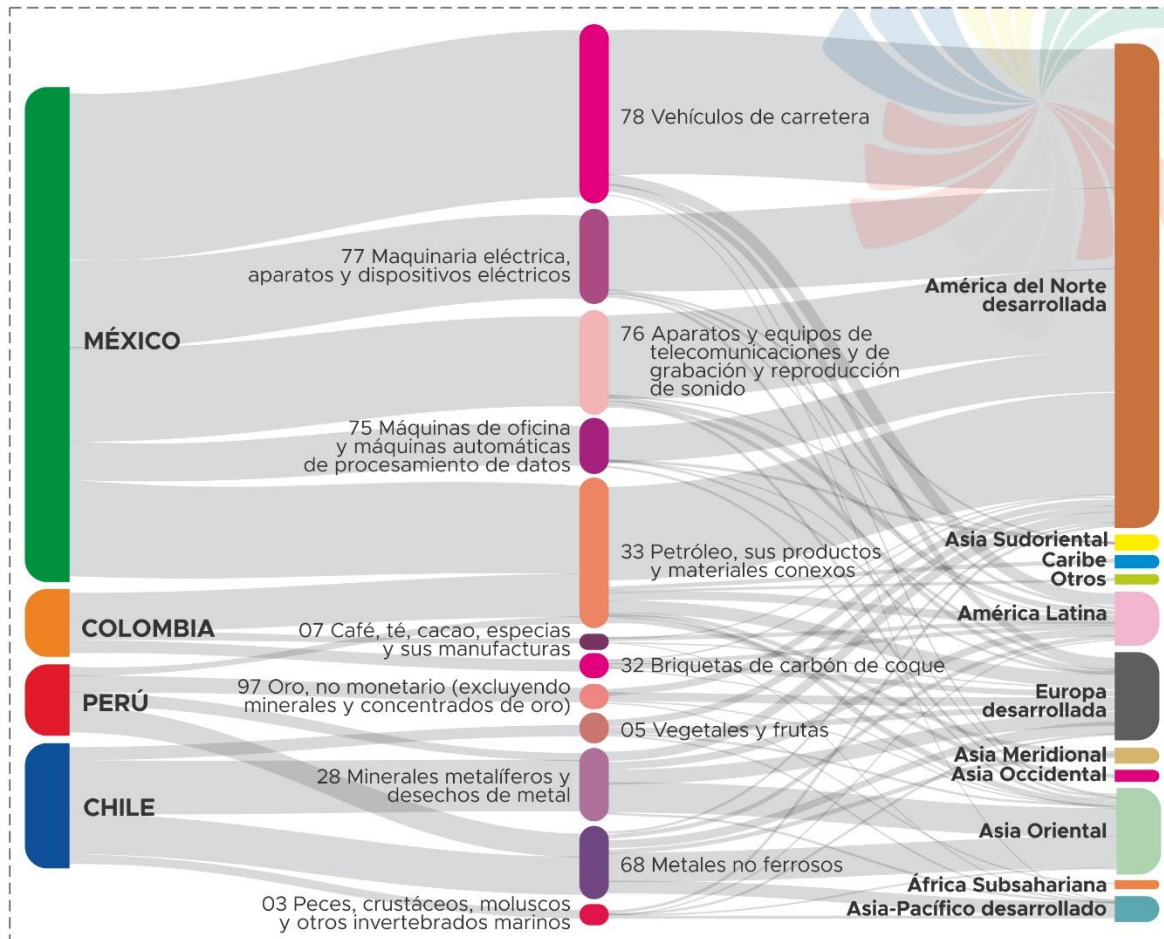 MÉXICO
COLOMBIA
PERÚ
CHILE
78 Vehículos de carretera
77 Maquinaria eléctrica,
aparatos y dispositivos eléctricos
76 Aparatos y equipos de
telecomunicaciones y de
grabación y reproducción
de sonido
75 Máquinas de oficina
y máquinas automáticas
de procesamiento de datos
33 Petróleo, sus productos
y materiales conexos
07 Café, té, cacao, especias
y sus manufacturas
32 Briquetas de carbón de coque
97 Oro, no monetario (excluyendo
minerales y concentrados de oro)
05 Vegetales y frutas
28 Minerales metalíferos y
desechos de metal
68 Metales no ferrosos
03 Peces, crustáceos, moluscos
y otros invertebrados marinos
América del Norte
desarrollada
Asia Sudoriental
Caribe
Otros
América Latina
Europa
desarrollada
Asia Meridional
Asia Occidental
Asia Oriental
África Subsahariana
Asia-Pacífico desarrollado